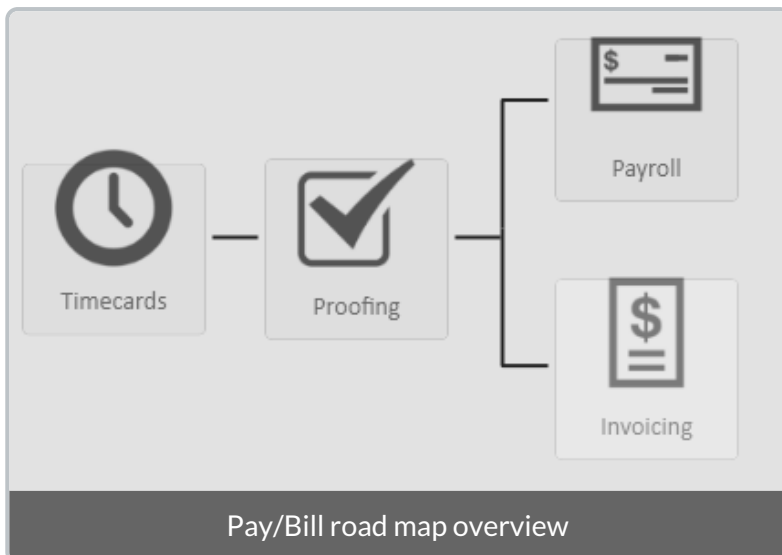 $
Payroll
Timecards
Proofing
$
Invoicing
Pay/Bill road map overview